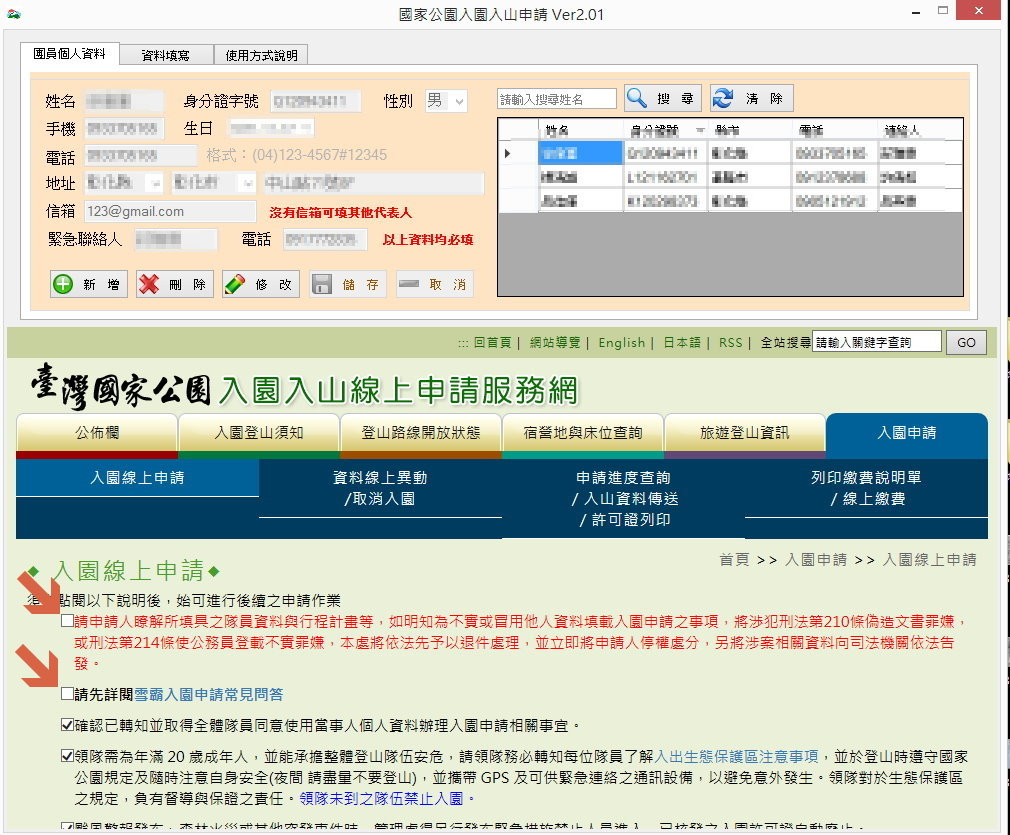 國家公園入園入山申請 Ver2.01
團員個人資料 資料填寫 使用方式說明
姓名 身分證字號 性別 男 請輸入搜尋姓名 搜 尋 清 除
手機 生日
電話 格式：(04)123-4567#12345
地址
信箱 123@gmail.com 沒有信箱可填其他代表人
緊急聯絡人 電話 以上資料均必填
新 增 刪 除 修 改 儲 存 取 消
姓名 身分證號 縣市 電話 連絡人
::: 回首頁 | 網站導覽 | English | 日本語 | RSS | 全站搜尋 請輸入關鍵字查詢 GO
臺灣國家公園 入園入山線上申請服務網
公佈欄 入園登山須知 登山路線開放狀態 宿營地與床位查詢 旅遊登山資訊 入園申請
入園線上申請 資料線上異動 申請進度查詢 列印繳費說明單
/取消入園 / 入山資料傳送 / 線上繳費
/ 許可證列印
首頁 >> 入園申請 >> 入園線上申請
◆ 入園線上申請◆
須 點閱以下說明後，始可進行後續之申請作業
請申請人瞭解所填具之隊員資料與行程計畫等，如明知為不實或冒用他人資料填載入園申請之事項，將涉犯刑法第210條偽造文書罪嫌，
或刑法第214條使公務員登載不實罪嫌，本處將依法先予以退件處理，並立即將申請人停權處分，另將涉案相關資料向司法機關依法告
發。
請先詳閱雪霸入園申請常見問答
確認已轉知並取得全體隊員同意使用當事人個人資料辦理入園申請相關事宜。
領隊需為年滿 20 歲成年人，並能承擔整體登山隊伍安危，請領隊務必轉知每位隊員了解入出生態保護區注意事項，並於登山時遵守國家
公園規定及隨時注意自身安全(夜間 請盡量不要登山)，並攜帶 GPS 及可供緊急連絡之通訊設備，以避免意外發生。領隊對於生態保護區
之規定，負有督導與保證之責任。領隊未到之隊伍禁止入園。